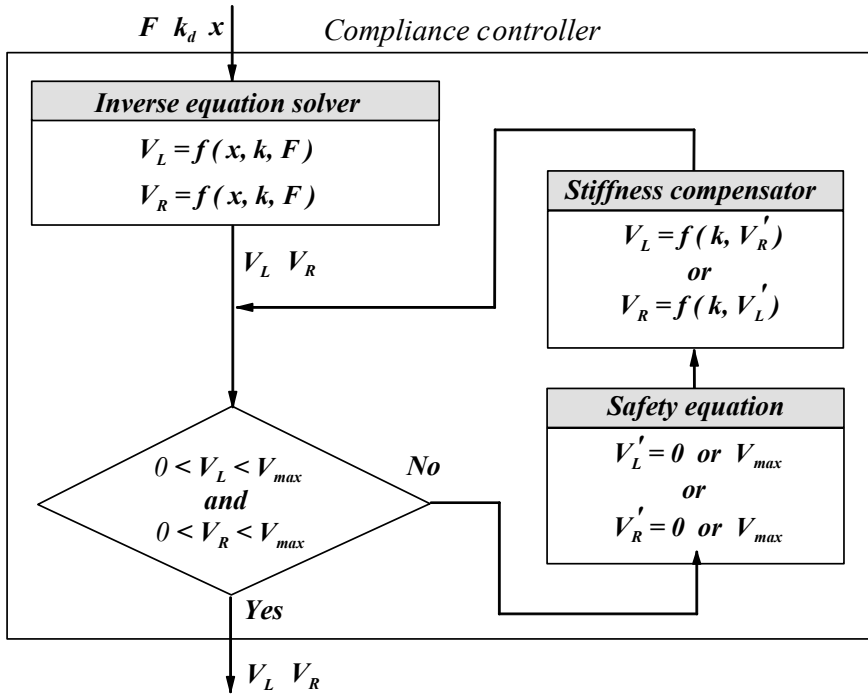 F k_d x
Compliance controller
Inverse equation solver
V_L = f ( x, k, F )
V_R = f ( x, k, F )
V_L V_R
Stiffness compensator
V_L = f ( k, V_R' )
or
V_R = f ( k, V_L' )
Safety equation
V_L' = 0 or V_max
or
V_R' = 0 or V_max
0 < V_L < V_max
and
0 < V_R < V_max
No
Yes
V_L V_R